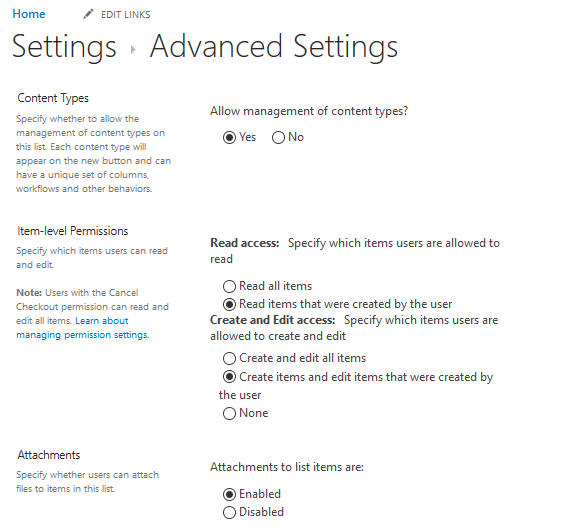 Home EDIT LINKS
Settings Advanced Settings
Content Types
Specify whether to allow the
management of content types on
this list. Each content type will
appear on the new button and can
have a unique set of columns,
workflows and other behaviors.
Allow management of content types?
Yes No
Item-level Permissions
Specify which items users can read
and edit.
Note: Users with the Cancel
Checkout permission can read and
edit all items. Learn about
managing permission settings.
Read access: Specify which items users are allowed to
read
Read all items
Read items that were created by the user
Create and Edit access: Specify which items users are
allowed to create and edit
Create and edit all items
Create items and edit items that were created by
the user
None
Attachments
Specify whether users can attach
files to items in this list.
Attachments to list items are:
Enabled
Disabled